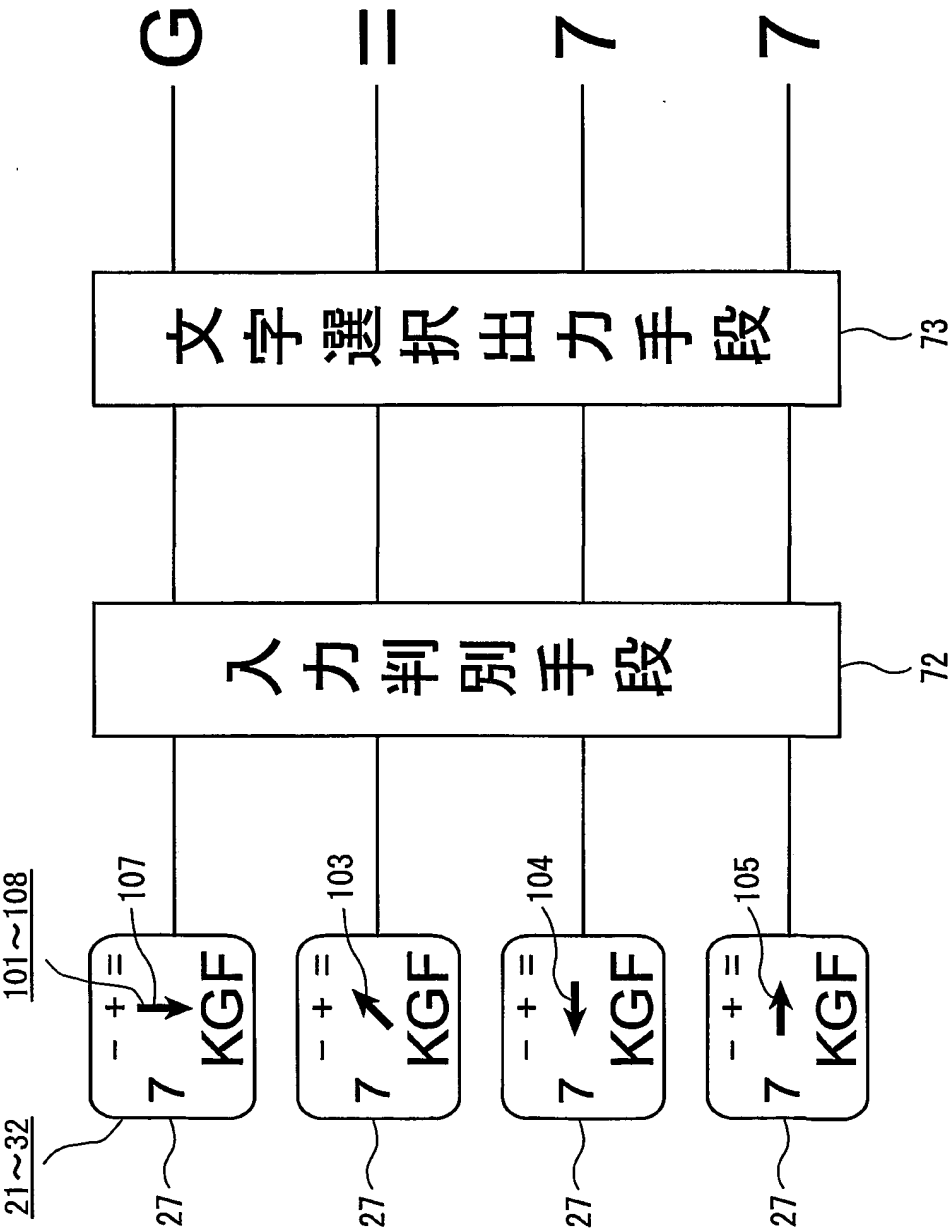 21~32
101~108
107
－ + =
7
KGF
27
103
－ + =
7
KGF
27
104
－ + =
7
KGF
27
105
－ + =
7
KGF
27
入力判別手段
72
文字選択出力手段
73
G
=
7
7